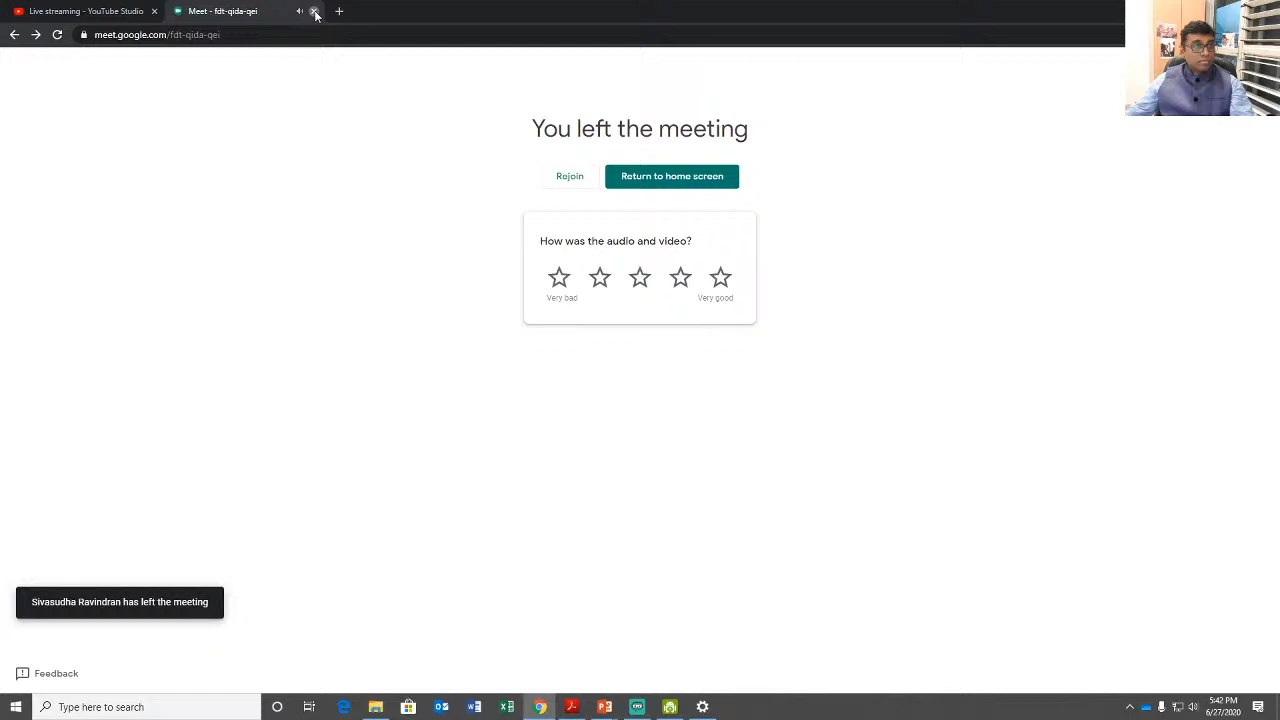 Live streaming - YouTube Studio
Meet - fdt-qida-qei
meet.google.com/fdt-qida-qei
You left the meeting
Rejoin
Return to home screen
How was the audio and video?
Very bad
Very good
Sivasudha Ravindran has left the meeting
Feedback
Type here to search
5:42 PM
6/27/2020